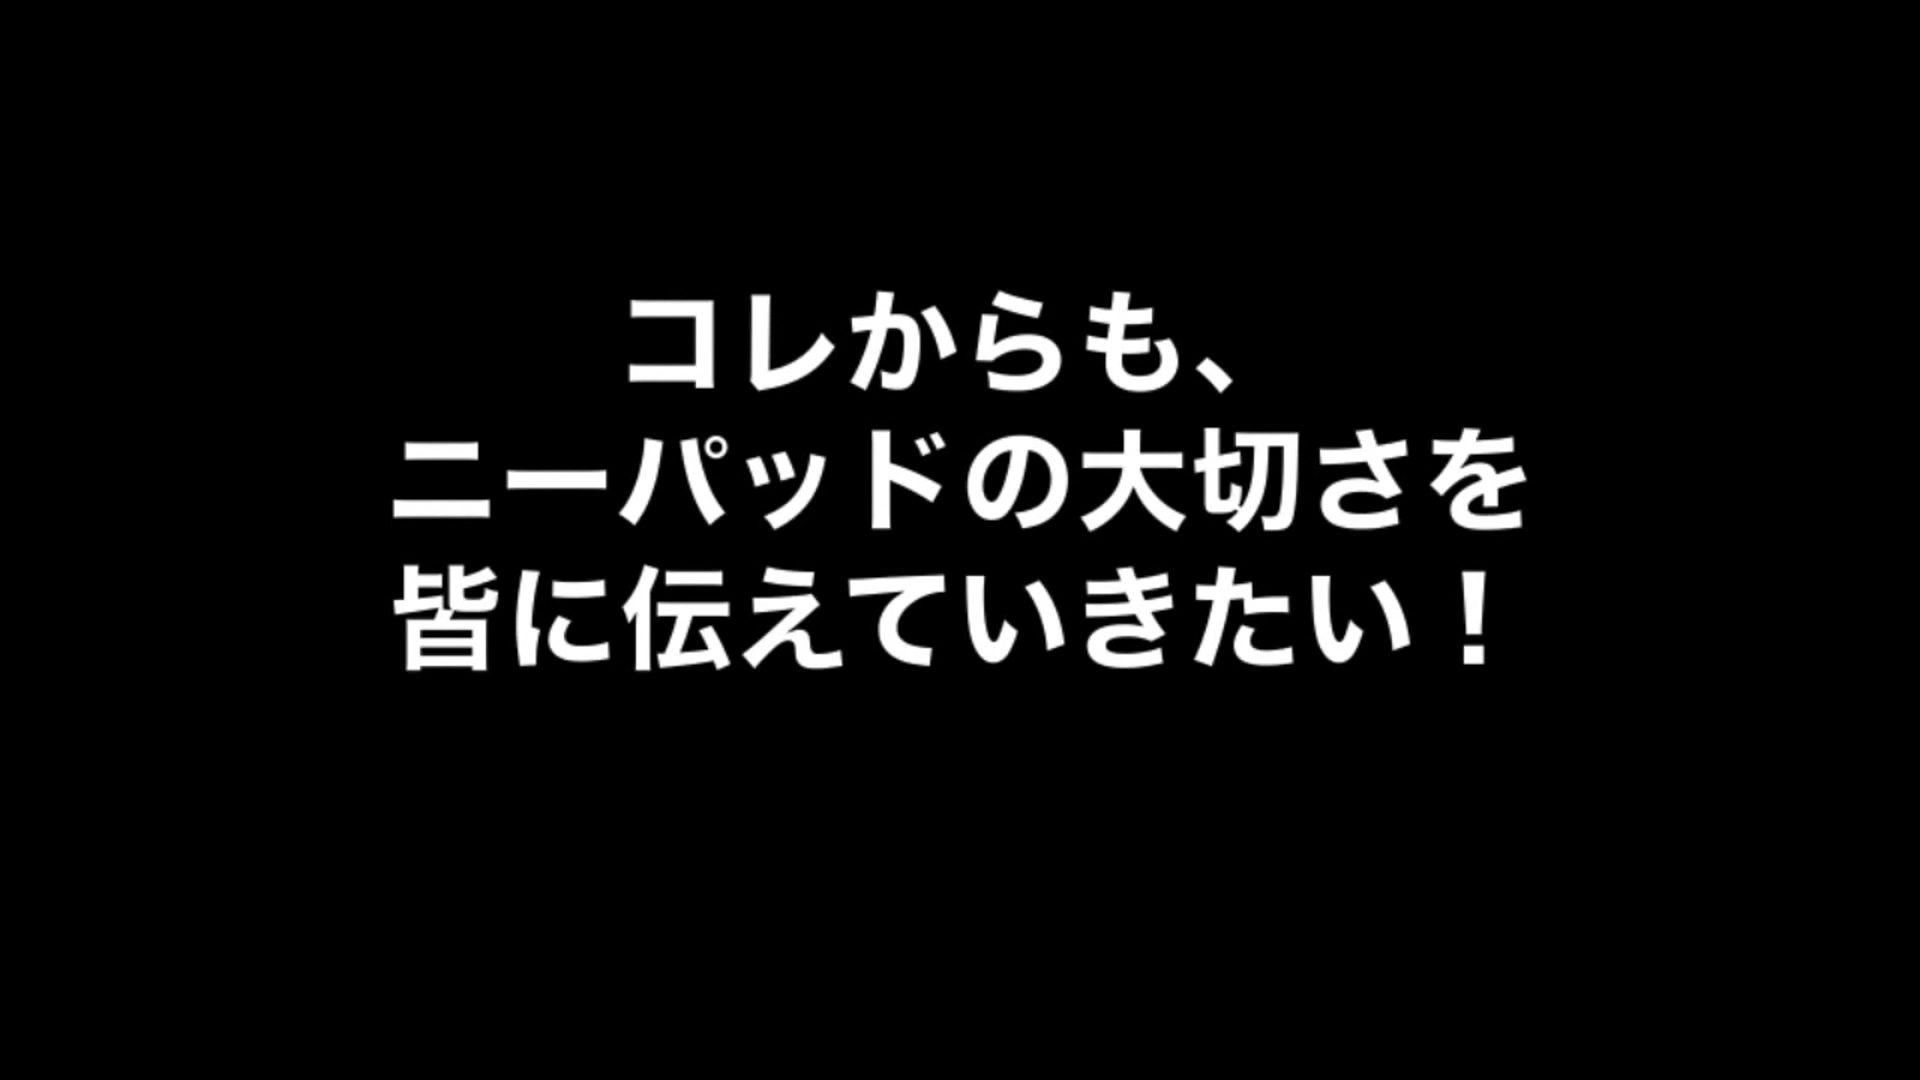 コレからも、
ニーパッドの大切さを
皆に伝えていきたい！